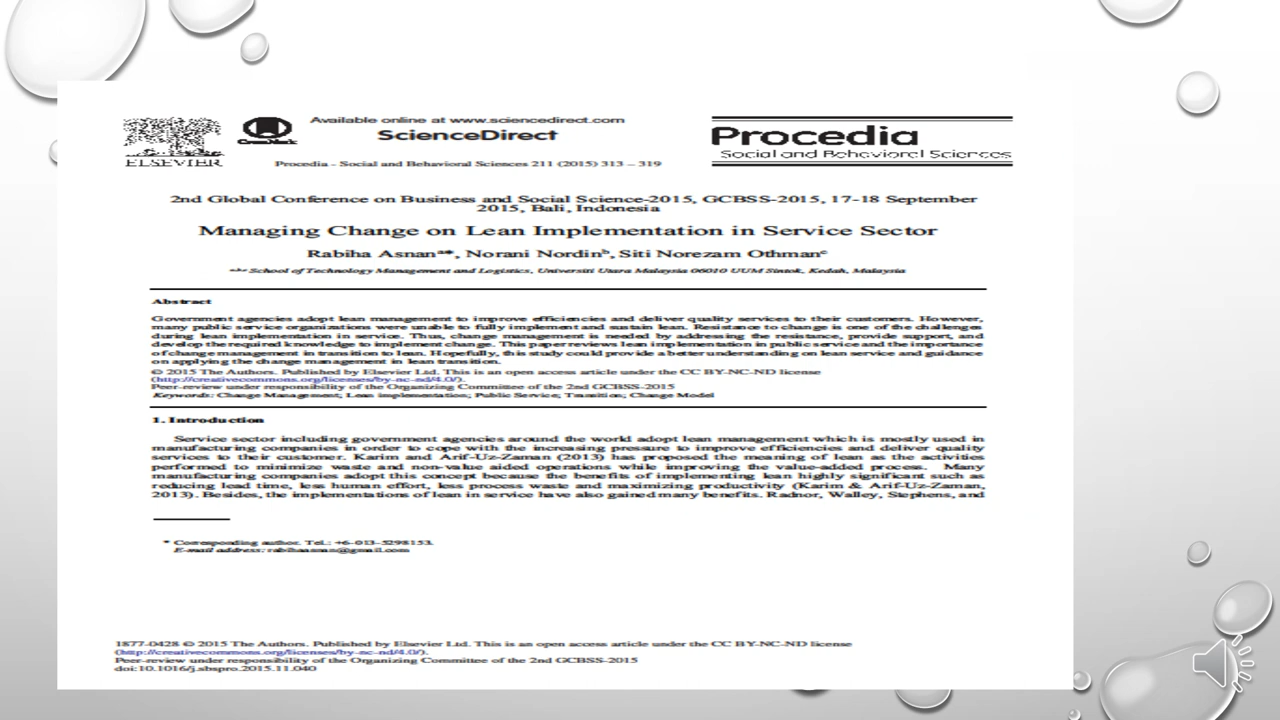 Available online at www.sciencedirect.com
ScienceDirect
ELSEVIER
CrossMark
Procedia - Social and Behavioral Sciences 211 (2015) 313 – 319
Procedia
Social and Behavioral Sciences
2nd Global Conference on Business and Social Science-2015, GCBSS-2015, 17-18 September
2015, Bali, Indonesia
Managing Change on Lean Implementation in Service Sector
Rabiha Asnanᵃ*, Norani Nordinᵇ, Siti Norezam Othmanᶜ
ᵃ,ᵇ,ᶜ School of Technology Management and Logistics, Universiti Utara Malaysia 06010 UUM Sintok, Kedah, Malaysia
Abstract
Government agencies adopt lean management to improve efficiencies and deliver quality services to their customers. However,
many public service organizations were unable to fully implement and sustain lean. Resistance to change is one of the challenges
during lean implementation in service. Thus, change management is needed by addressing the resistance, provide support, and
develop the required knowledge to implement change. This paper reviews lean implementation in public service and the importance
of change management in transition to lean. Hopefully, this study could provide a better understanding on lean service and guidance
on applying the change management in lean transition.
© 2015 The Authors. Published by Elsevier Ltd. This is an open access article under the CC BY-NC-ND license
(http://creativecommons.org/licenses/by-nc-nd/4.0/).
Peer-review under responsibility of the Organizing Committee of the 2nd GCBSS-2015
Keywords: Change Management; Lean implementation; Public Service; Transition; Change Model
1. Introduction
Service sector including government agencies around the world adopt lean management which is mostly used in
manufacturing companies in order to cope with the increasing pressure to improve efficiencies and deliver quality
services to their customer. Karim and Arif-Uz-Zaman (2013) has proposed the meaning of lean as the activities
performed to minimize waste and non-value aided operations while improving the value-added process. Many
manufacturing companies adopt this concept because the benefits of implementing lean highly significant such as
reducing lead time, less human effort, less process waste and maximizing productivity (Karim & Arif-Uz-Zaman,
2013). Besides, the implementations of lean in service have also gained many benefits. Radnor, Walley, Stephens, and
* Corresponding author. Tel.: +6-013-5298153.
E-mail address: rabihaasnan@gmail.com
1877-0428 © 2015 The Authors. Published by Elsevier Ltd. This is an open access article under the CC BY-NC-ND license
(http://creativecommons.org/licenses/by-nc-nd/4.0/).
Peer-review under responsibility of the Organizing Committee of the 2nd GCBSS-2015
doi:10.1016/j.sbspro.2015.11.040